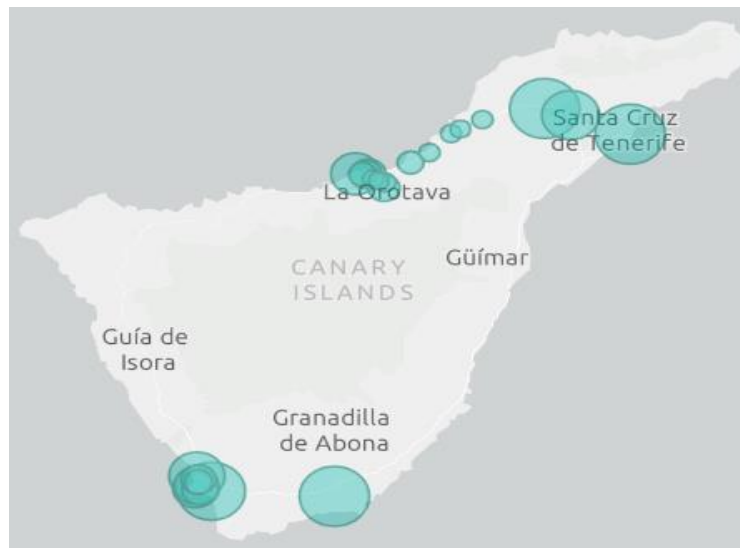 Santa Cruz
de Tenerife
La Orotava
Güímar
CANARY
ISLANDS
Guía de
Isora
Granadilla
de Abona